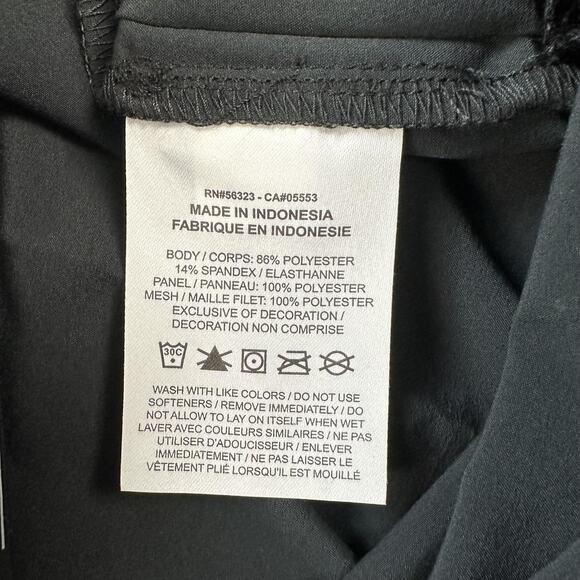 RN#56323 - CA#05553
MADE IN INDONESIA
FABRIQUE EN INDONESIE
BODY / CORPS: 86% POLYESTER
14% SPANDEX / ELASTHANNE
PANEL / PANNEAU: 100% POLYESTER
MESH / MAILLE FILET: 100% POLYESTER
EXCLUSIVE OF DECORATION /
DECORATION NON COMPRISE
30C
WASH WITH LIKE COLORS / DO NOT USE
SOFTENERS / REMOVE IMMEDIATELY / DO
NOT ALLOW TO LAY ON ITSELF WHEN WET
LAVER AVEC COULEURS SIMILAIRES / NE PAS
UTILISER D'ADOUCISSEUR / ENLEVER
IMMEDIATEMENT / NE PAS LAISSER LE
VÊTEMENT PLIÉ LORSQU'IL EST MOUILLÉ